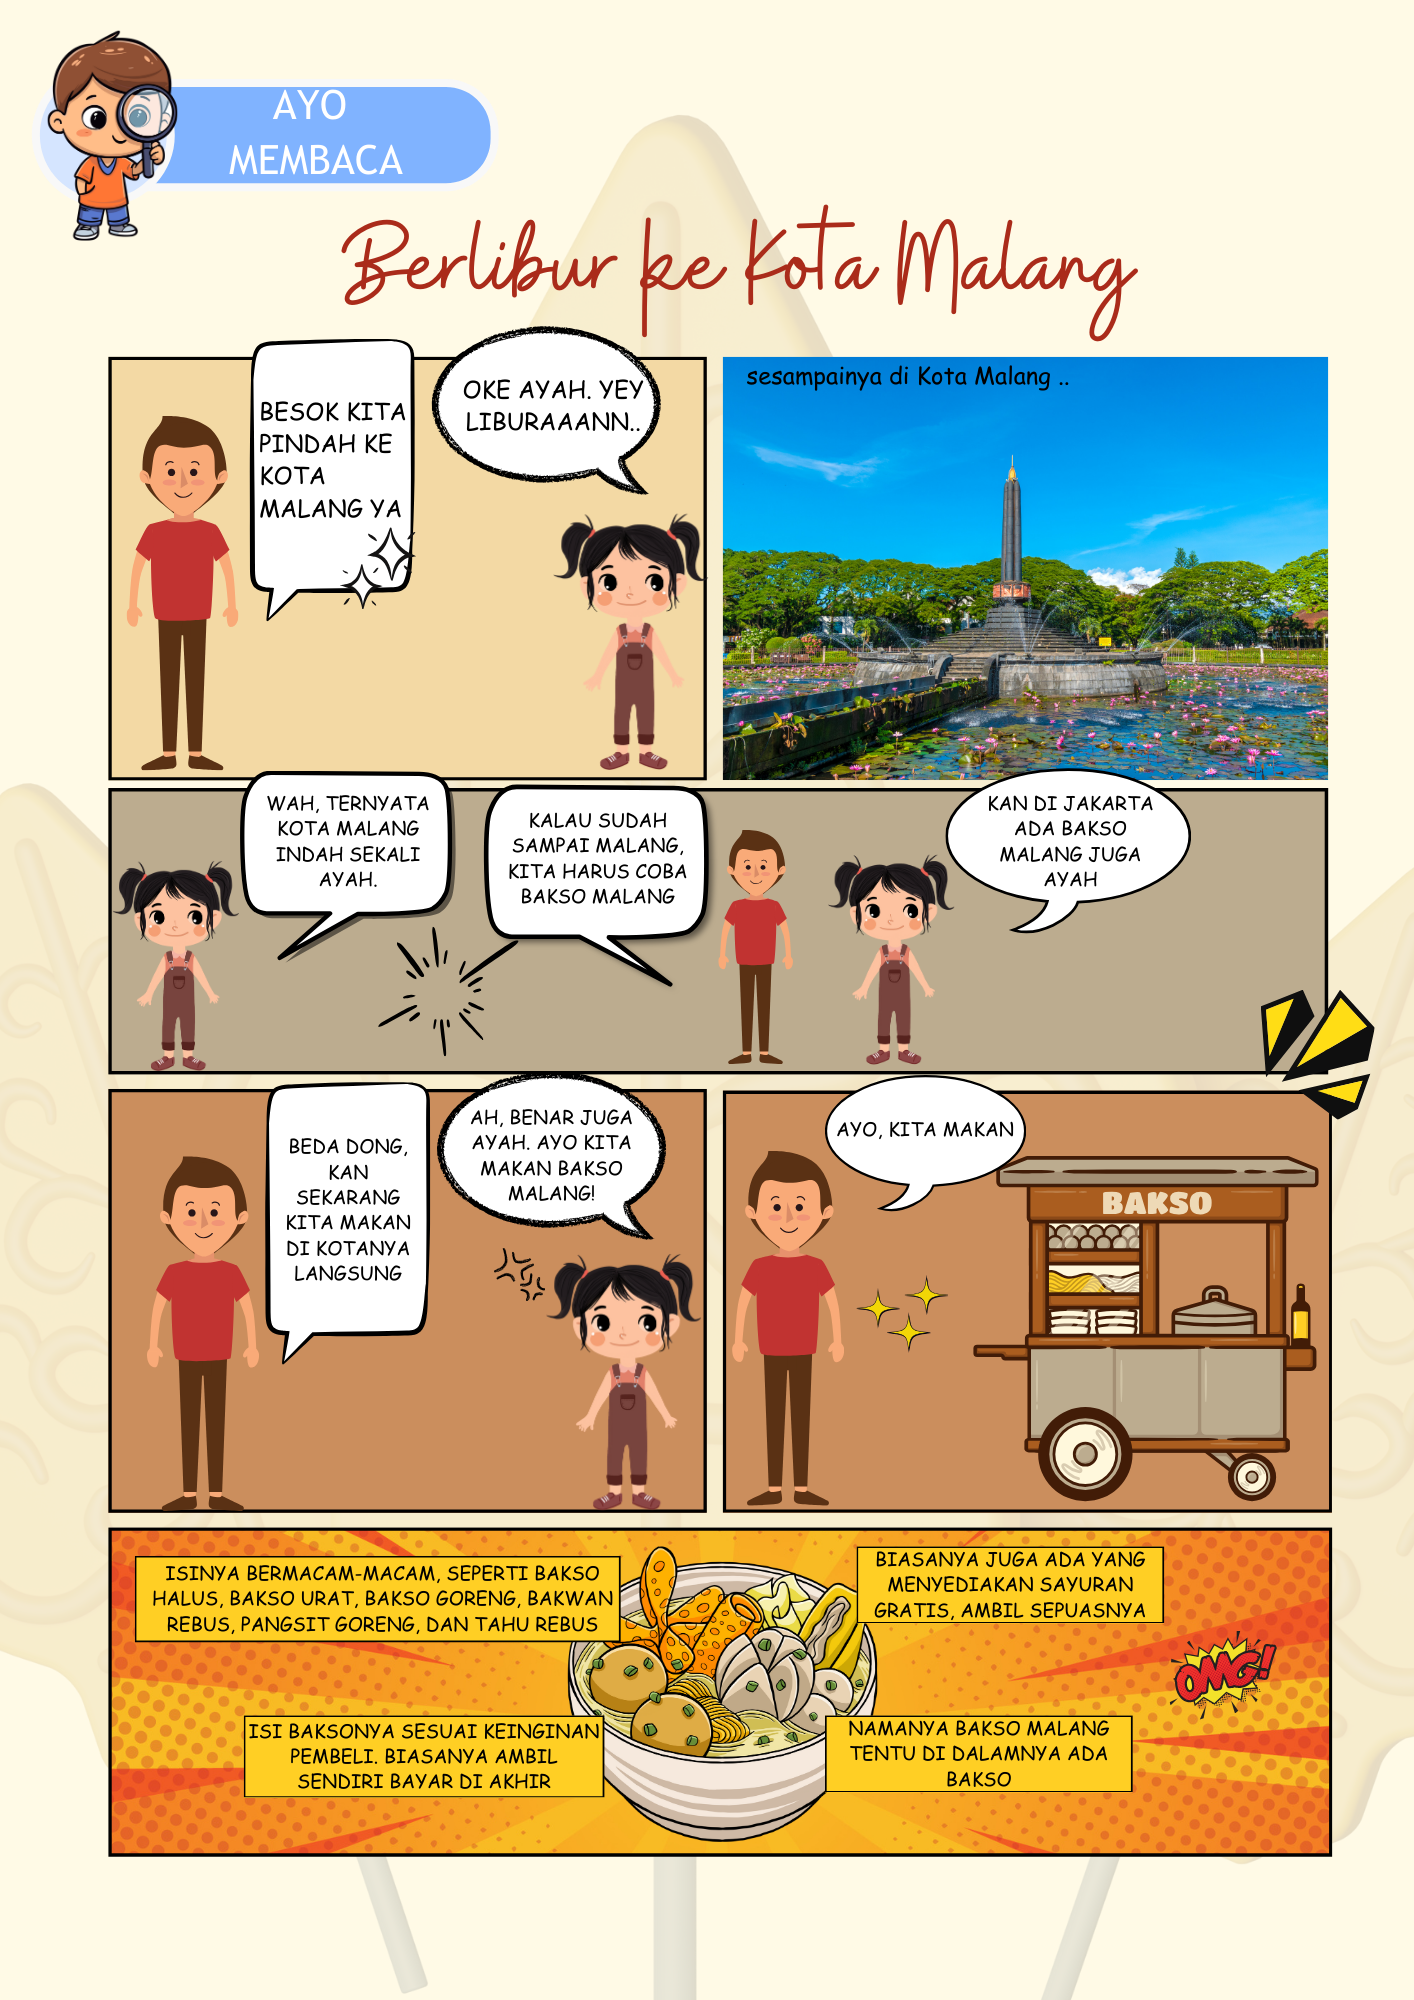 AYO
MEMBACA
Berlibur ke Kota Malang
BESOK KITA
PINDAH KE
KOTA
MALANG YA
OKE AYAH. YEY
LIBURAAANN..
sesampainya di Kota Malang ..
WAH, TERNYATA
KOTA MALANG
INDAH SEKALI
AYAH.
KALAU SUDAH
SAMPAI MALANG,
KITA HARUS COBA
BAKSO MALANG
KAN DI JAKARTA
ADA BAKSO
MALANG JUGA
AYAH
BEDA DONG,
KAN
SEKARANG
KITA MAKAN
DI KOTANYA
LANGSUNG
AH, BENAR JUGA
AYAH. AYO KITA
MAKAN BAKSO
MALANG!
AYO, KITA MAKAN
BAKSO
ISINYA BERMACAM-MACAM, SEPERTI BAKSO
HALUS, BAKSO URAT, BAKSO GORENG, BAKWAN
REBUS, PANGSIT GORENG, DAN TAHU REBUS
BIASANYA JUGA ADA YANG
MENYEDIAKAN SAYURAN
GRATIS, AMBIL SEPUASNYA
OMG!
ISI BAKSONYA SESUAI KEINGINAN
PEMBELI. BIASANYA AMBIL
SENDIRI BAYAR DI AKHIR
NAMANYA BAKSO MALANG
TENTU DI DALAMNYA ADA
BAKSO